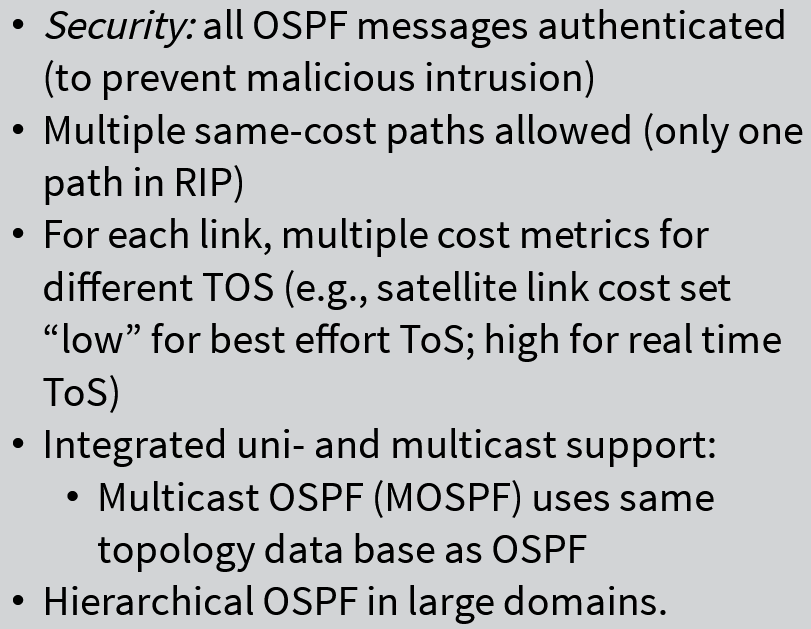 • Security: all OSPF messages authenticated
(to prevent malicious intrusion)
• Multiple same-cost paths allowed (only one
path in RIP)
• For each link, multiple cost metrics for
different TOS (e.g., satellite link cost set
“low” for best effort ToS; high for real time
ToS)
• Integrated uni- and multicast support:
• Multicast OSPF (MOSPF) uses same
topology data base as OSPF
• Hierarchical OSPF in large domains.